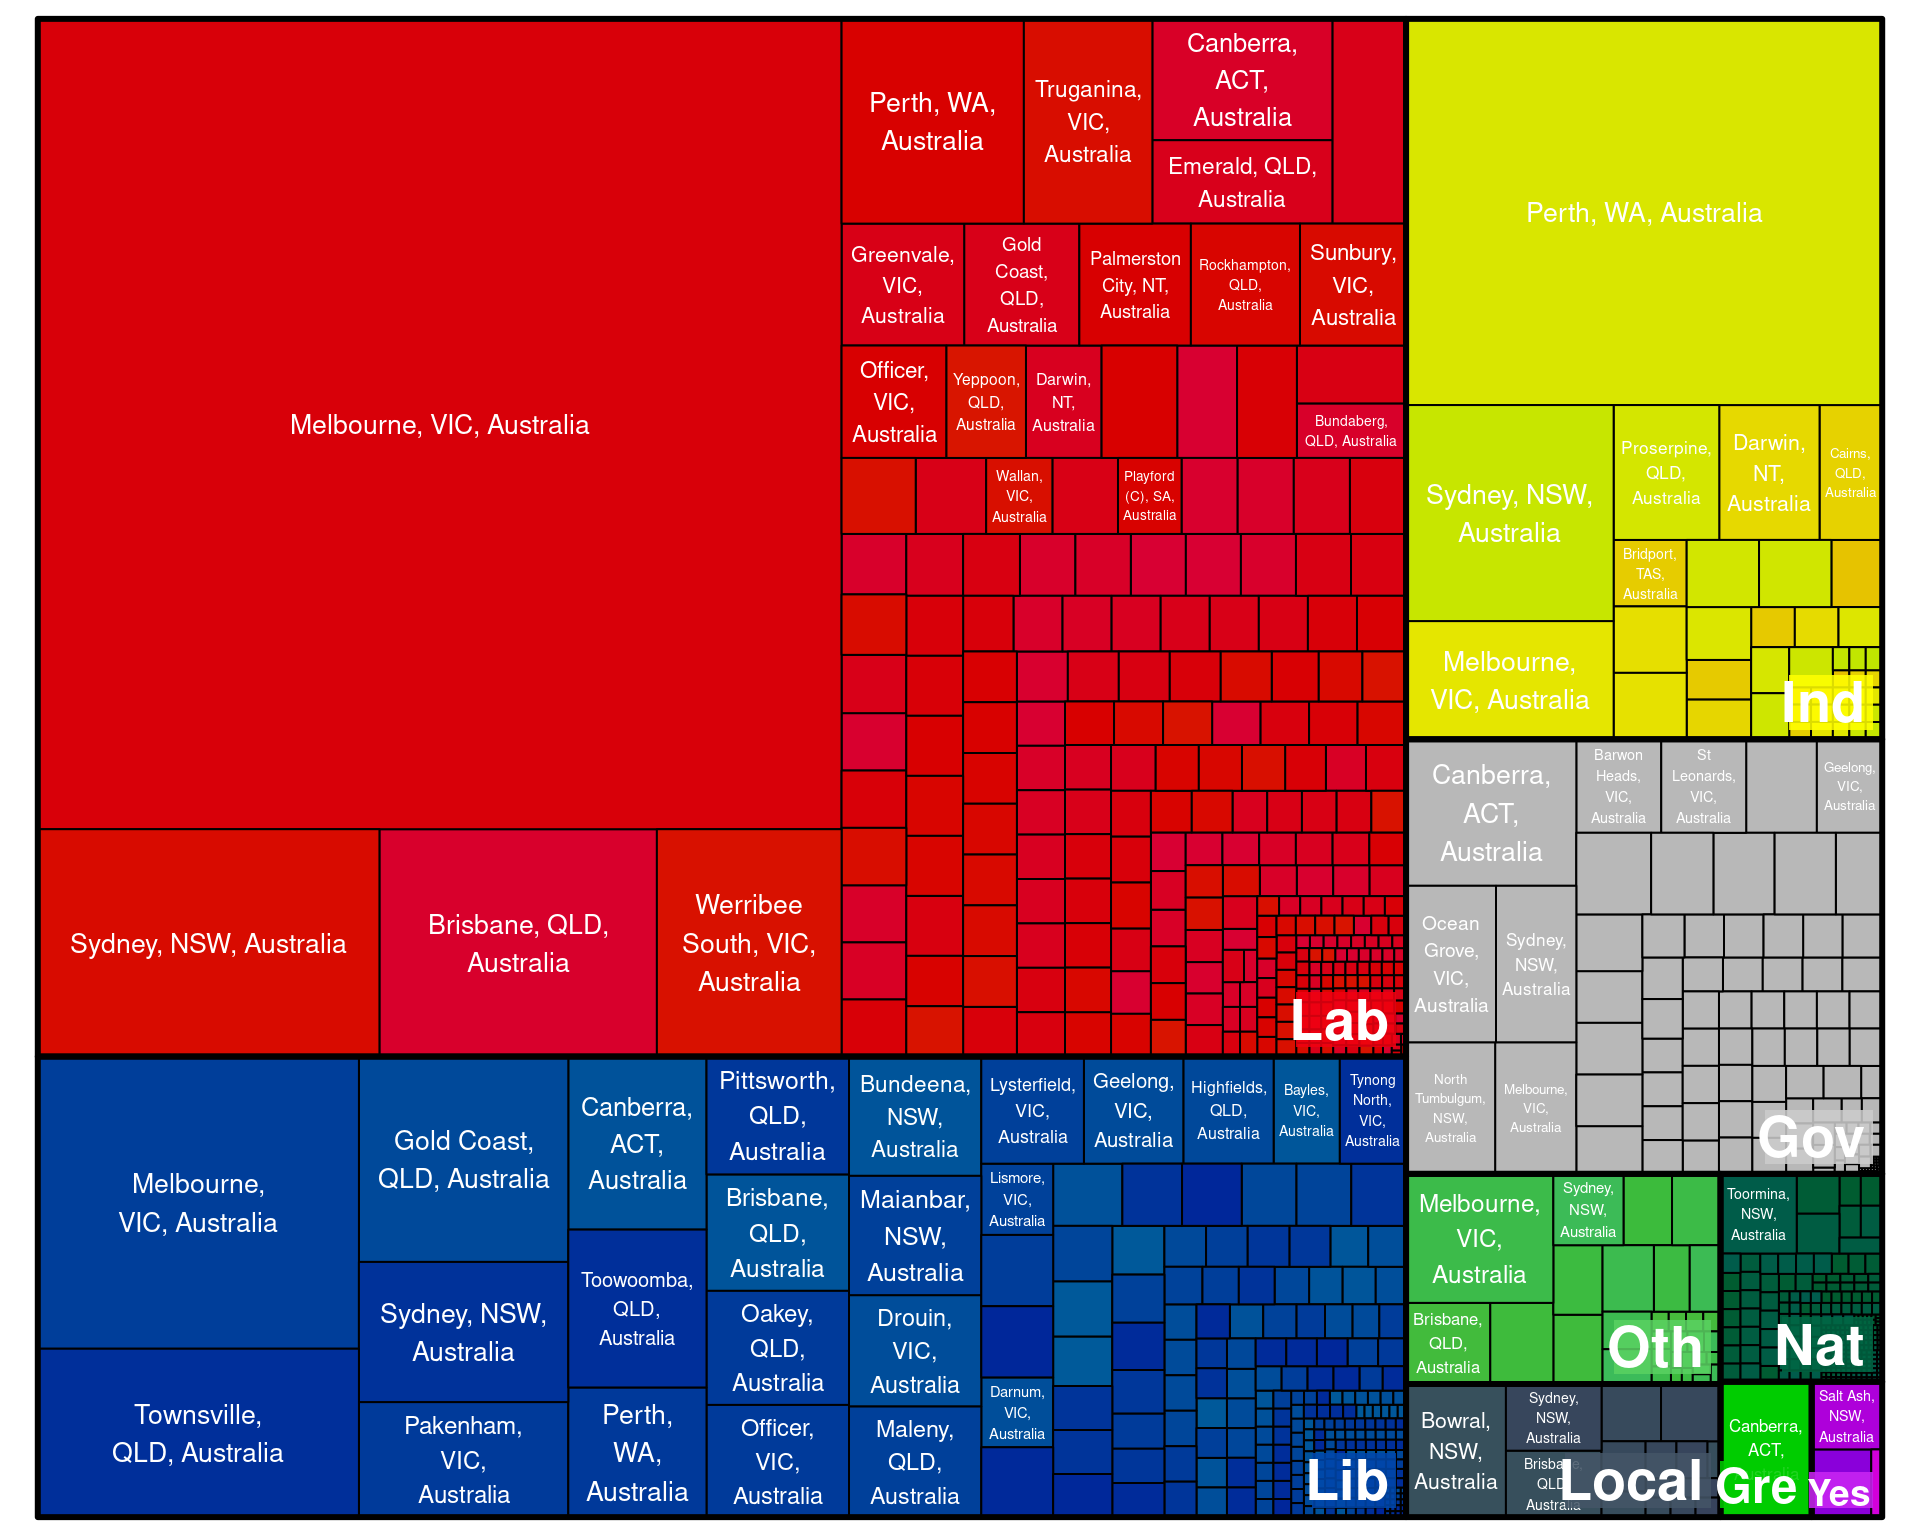 Melbourne, VIC, Australia
Sydney, NSW, Australia
Brisbane, QLD,
Australia
Werribee
South, VIC,
Australia
Perth, WA,
Australia
Truganina,
VIC,
Australia
Canberra,
ACT,
Australia
Emerald, QLD,
Australia
Greenvale,
VIC,
Australia
Gold
Coast,
QLD,
Australia
Palmerston
City, NT,
Australia
Rockhampton,
QLD,
Australia
Sunbury,
VIC,
Australia
Officer,
VIC,
Australia
Yeppoon,
QLD,
Australia
Darwin,
NT,
Australia
Bundaberg,
QLD, Australia
Wallan,
VIC,
Australia
Playford
(C), SA,
Australia
Lab
Perth, WA, Australia
Sydney, NSW,
Australia
Melbourne,
VIC, Australia
Proserpine,
QLD,
Australia
Darwin,
NT,
Australia
Cairns,
QLD,
Australia
Bridport,
TAS,
Australia
Ind
Canberra,
ACT,
Australia
Barwon
Heads,
VIC,
Australia
St
Leonards,
VIC,
Australia
Geelong,
VIC,
Australia
Ocean
Grove,
VIC,
Australia
Sydney,
NSW,
Australia
North
Tumbulgum,
NSW,
Australia
Melbourne,
VIC,
Australia
Gov
Melbourne,
VIC, Australia
Townsville,
QLD, Australia
Gold Coast,
QLD, Australia
Sydney, NSW,
Australia
Pakenham,
VIC,
Australia
Canberra,
ACT,
Australia
Toowoomba,
QLD,
Australia
Perth,
WA,
Australia
Pittsworth,
QLD,
Australia
Brisbane,
QLD,
Australia
Oakey,
QLD,
Australia
Officer,
VIC,
Australia
Bundeena,
NSW,
Australia
Maianbar,
NSW,
Australia
Drouin,
VIC,
Australia
Maleny,
QLD,
Australia
Lysterfield,
VIC,
Australia
Geelong,
VIC,
Australia
Highfields,
QLD,
Australia
Bayles,
VIC,
Australia
Tynong
North,
VIC,
Australia
Lismore,
VIC,
Australia
Darnum,
VIC,
Australia
Lib
Melbourne,
VIC,
Australia
Sydney,
NSW,
Australia
Brisbane,
QLD,
Australia
Oth
Toormina,
NSW,
Australia
Nat
Bowral,
NSW,
Australia
Sydney,
NSW,
Australia
Brisbane,
QLD,
Australia
Local
Canberra,
ACT,
Australia
Gre
Salt Ash,
NSW,
Australia
Yes